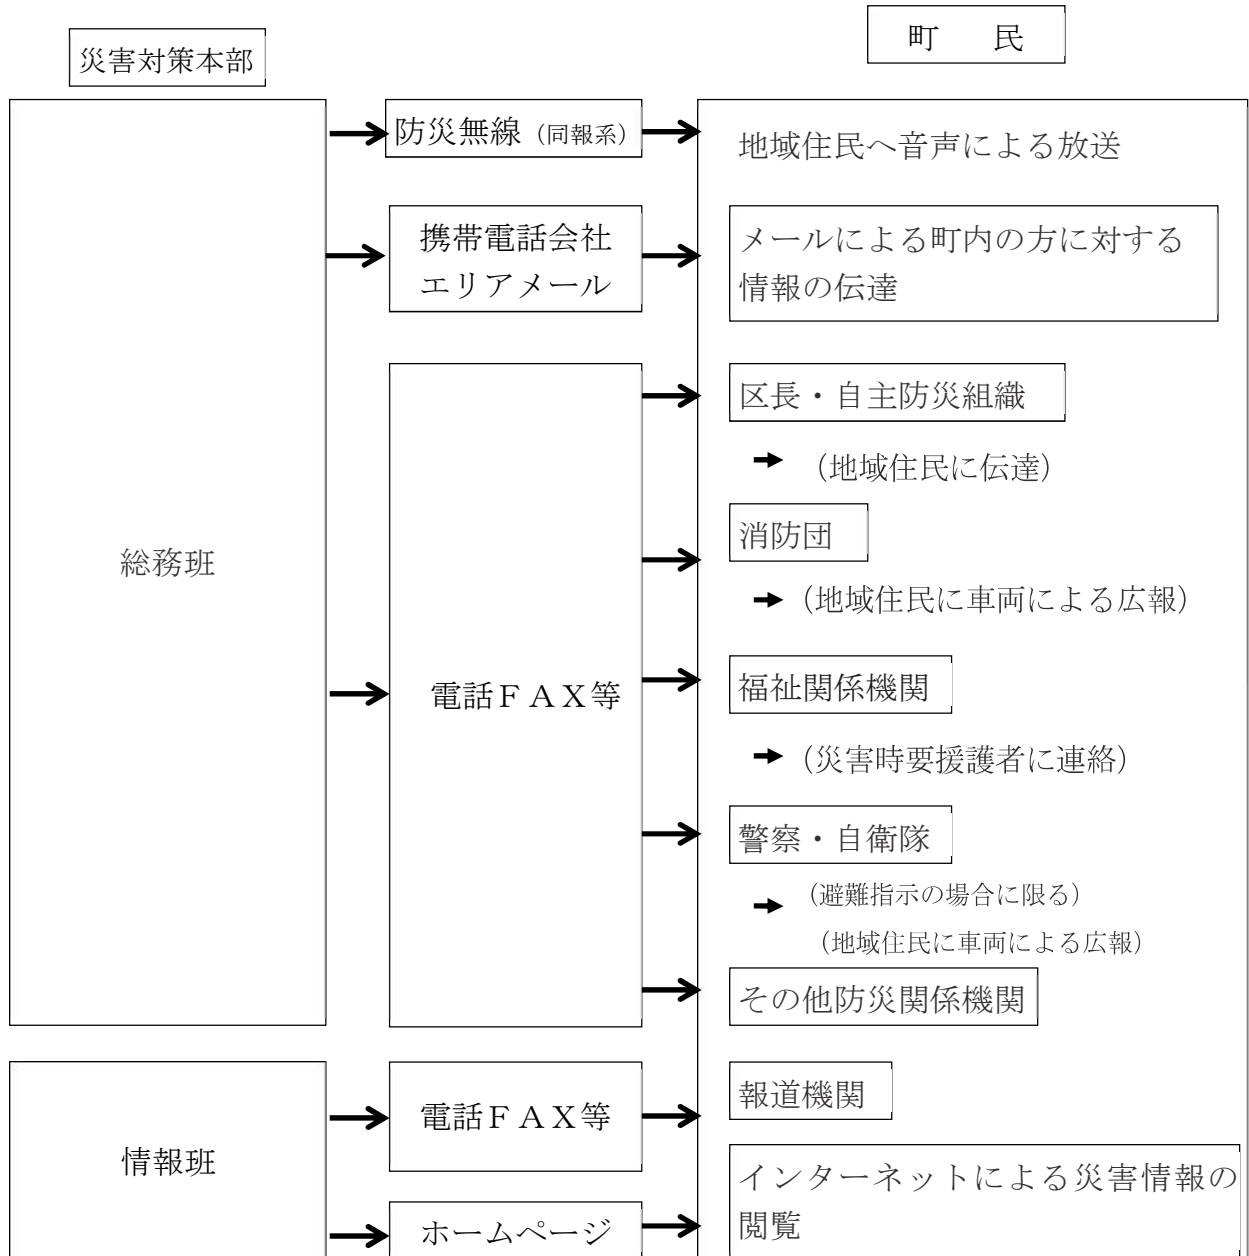 災害対策本部
町　民
総務班
防災無線（同報系）
地域住民へ音声による放送
携帯電話会社
エリアメール
メールによる町内の方に対する
情報の伝達
電話ＦＡＸ等
区長・自主防災組織
（地域住民に伝達）
消防団
（地域住民に車両による広報）
福祉関係機関
（災害時要援護者に連絡）
警察・自衛隊
（避難指示の場合に限る）
（地域住民に車両による広報）
その他防災関係機関
情報班
電話ＦＡＸ等
報道機関
ホームページ
インターネットによる災害情報の
閲覧